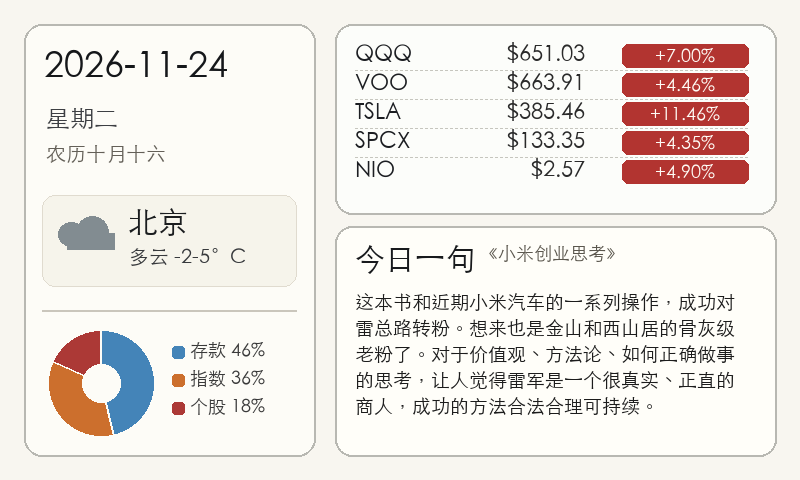 2026-11-24
星期二
农历十月十六
北京
多云 -2-5°C
存款 46%
指数 36%
个股 18%
QQQ $651.03 +7.00%
VOO $663.91 +4.46%
TSLA $385.46 +11.46%
SPCX $133.35 +4.35%
NIO $2.57 +4.90%
今日一句 《小米创业思考》
这本书和近期小米汽车的一系列操作，成功对
雷总路转粉。想来也是金山和西山居的骨灰级
老粉了。对于价值观、方法论、如何正确做事
的思考，让人觉得雷军是一个很真实、正直的
商人，成功的方法合法合理可持续。